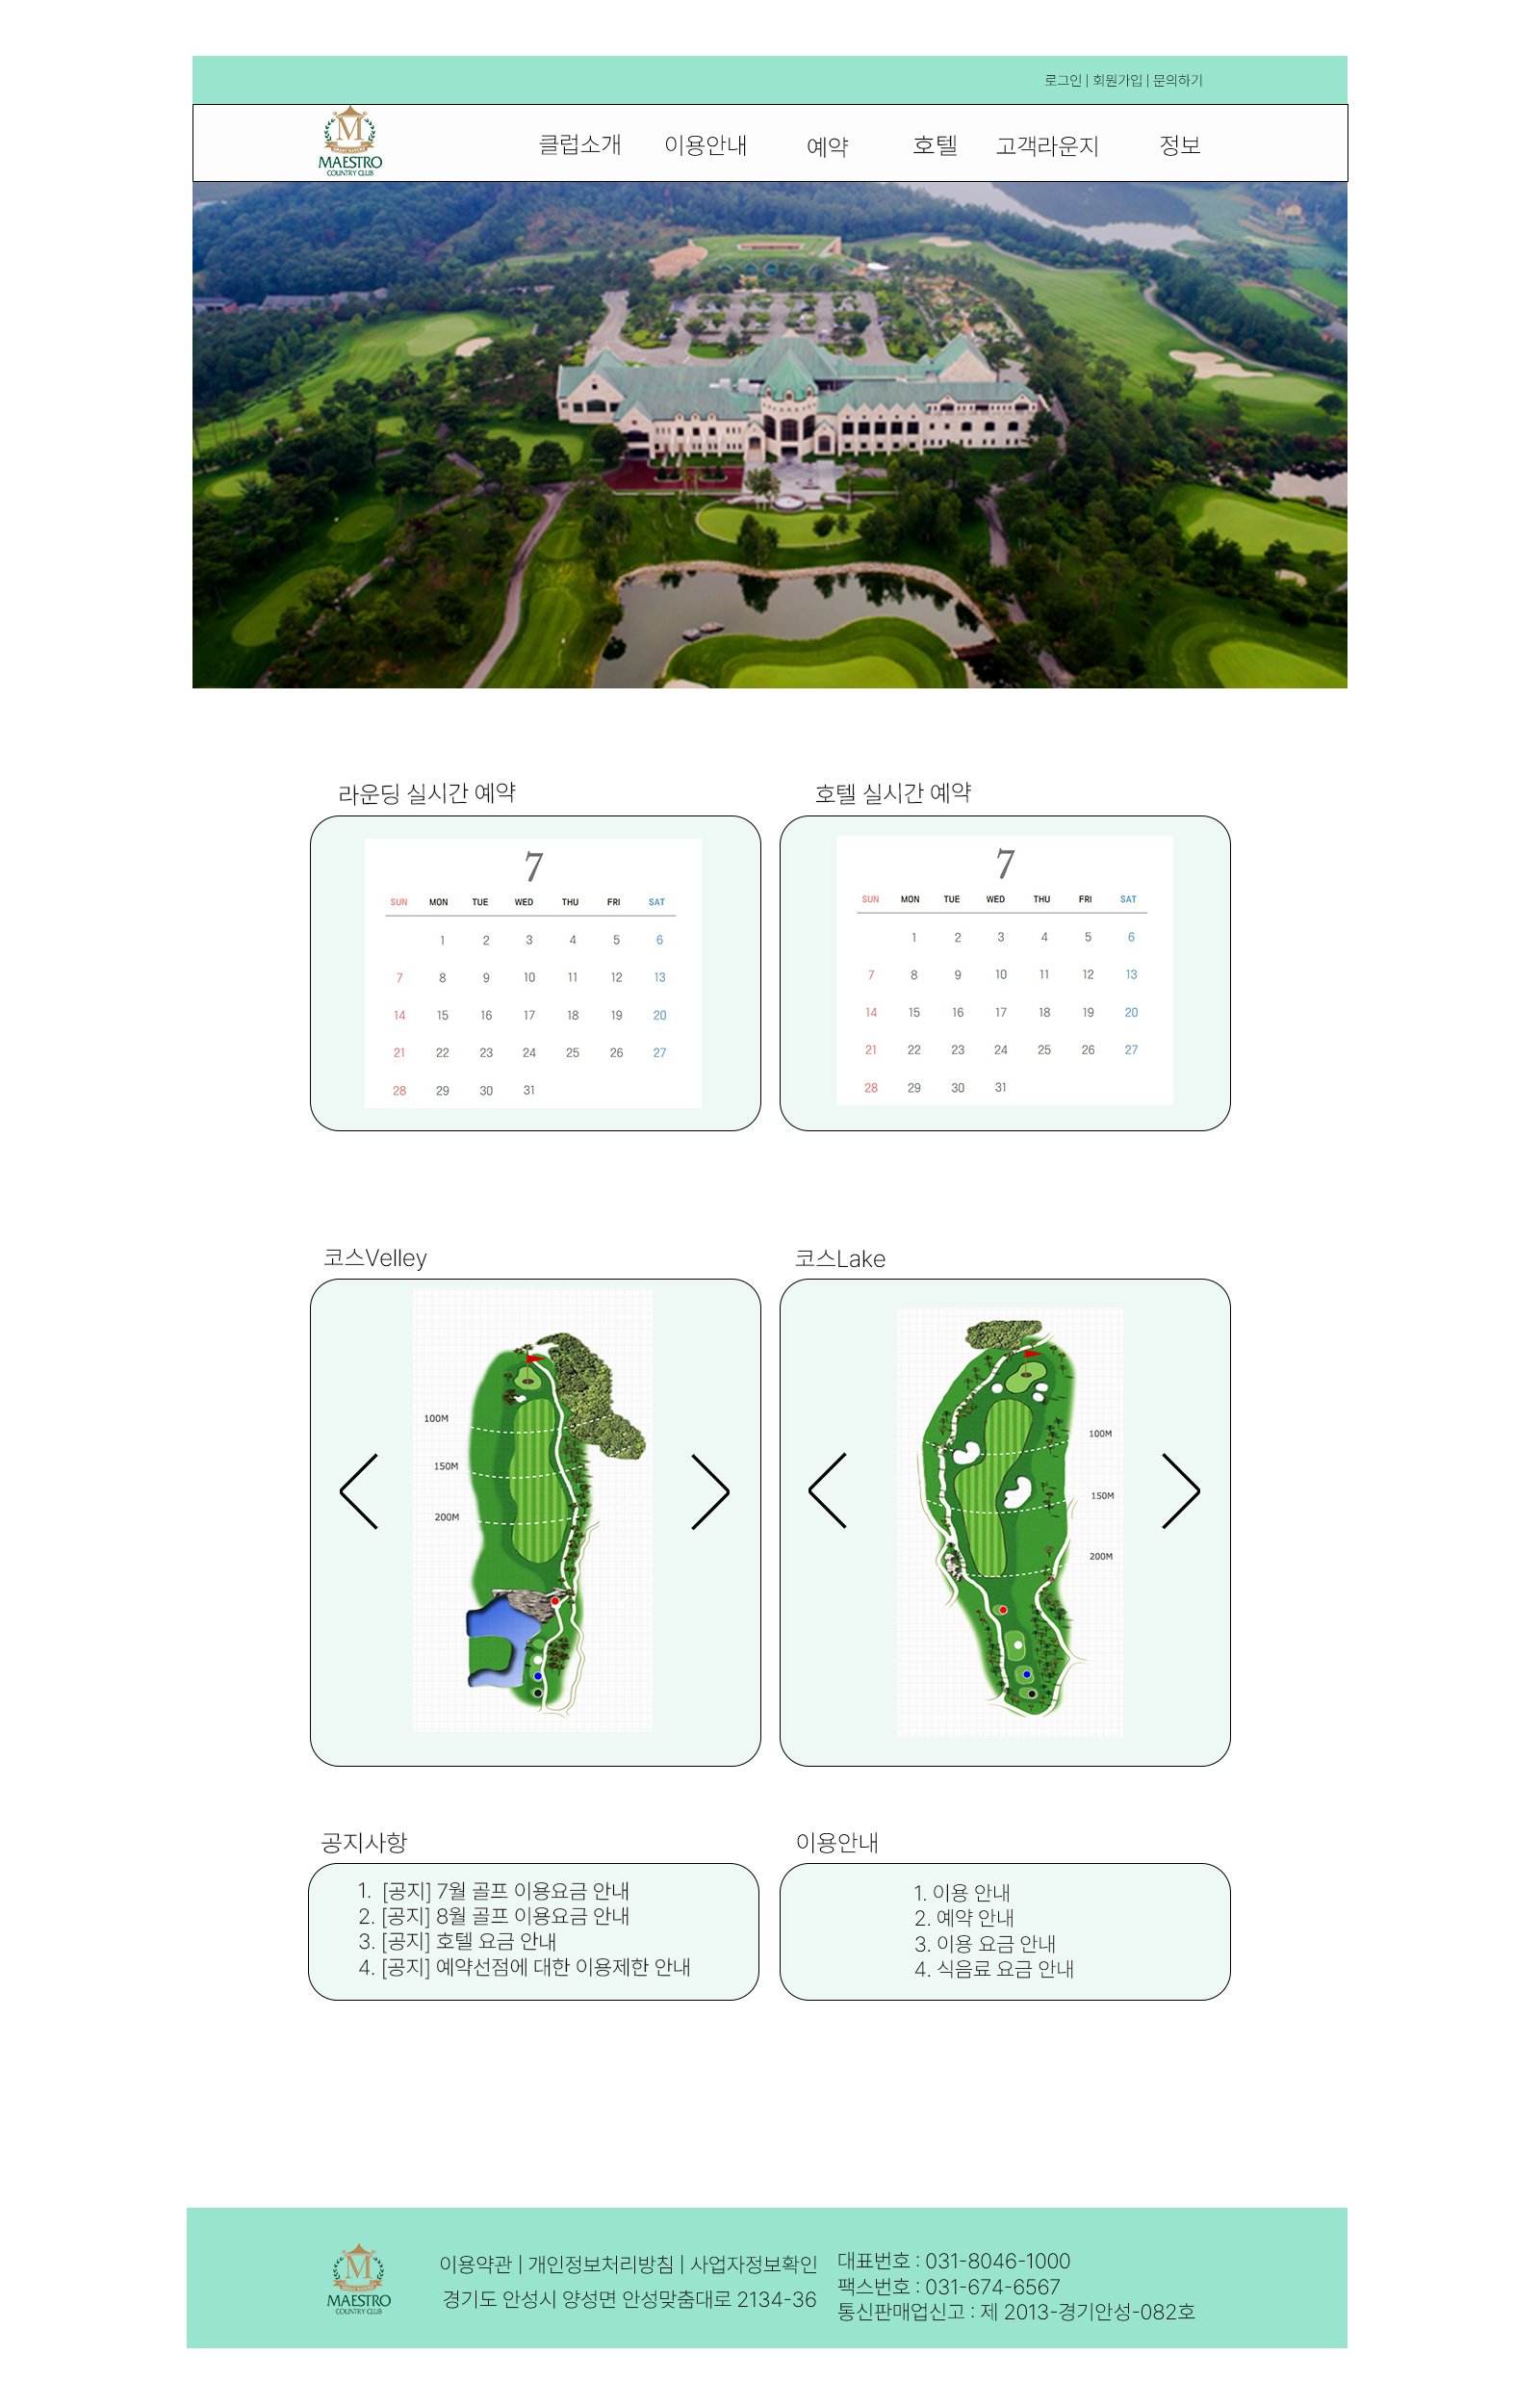 로그인 | 회원가입 | 문의하기
M
MAESTRO
COUNTRY CLUB
클럽소개 이용안내 예약 호텔 고객라운지 정보
라운딩 실시간 예약
7
SUN MON TUE WED THU FRI SAT
1 2 3 4 5 6
7 8 9 10 11 12 13
14 15 16 17 18 19 20
21 22 23 24 25 26 27
28 29 30 31
호텔 실시간 예약
7
SUN MON TUE WED THU FRI SAT
1 2 3 4 5 6
7 8 9 10 11 12 13
14 15 16 17 18 19 20
21 22 23 24 25 26 27
28 29 30 31
코스Velley
100M
150M
200M
코스Lake
100M
150M
200M
공지사항
1. [공지] 7월 골프 이용요금 안내
2. [공지] 8월 골프 이용요금 안내
3. [공지] 호텔 요금 안내
4. [공지] 예약선점에 대한 이용제한 안내
이용안내
1. 이용 안내
2. 예약 안내
3. 이용 요금 안내
4. 식음료 요금 안내
M
MAESTRO
COUNTRY CLUB
이용약관 | 개인정보처리방침 | 사업자정보확인
경기도 안성시 양성면 안성맞춤대로 2134-36
대표번호 : 031-8046-1000
팩스번호 : 031-674-6567
통신판매업신고 : 제 2013-경기안성-082호